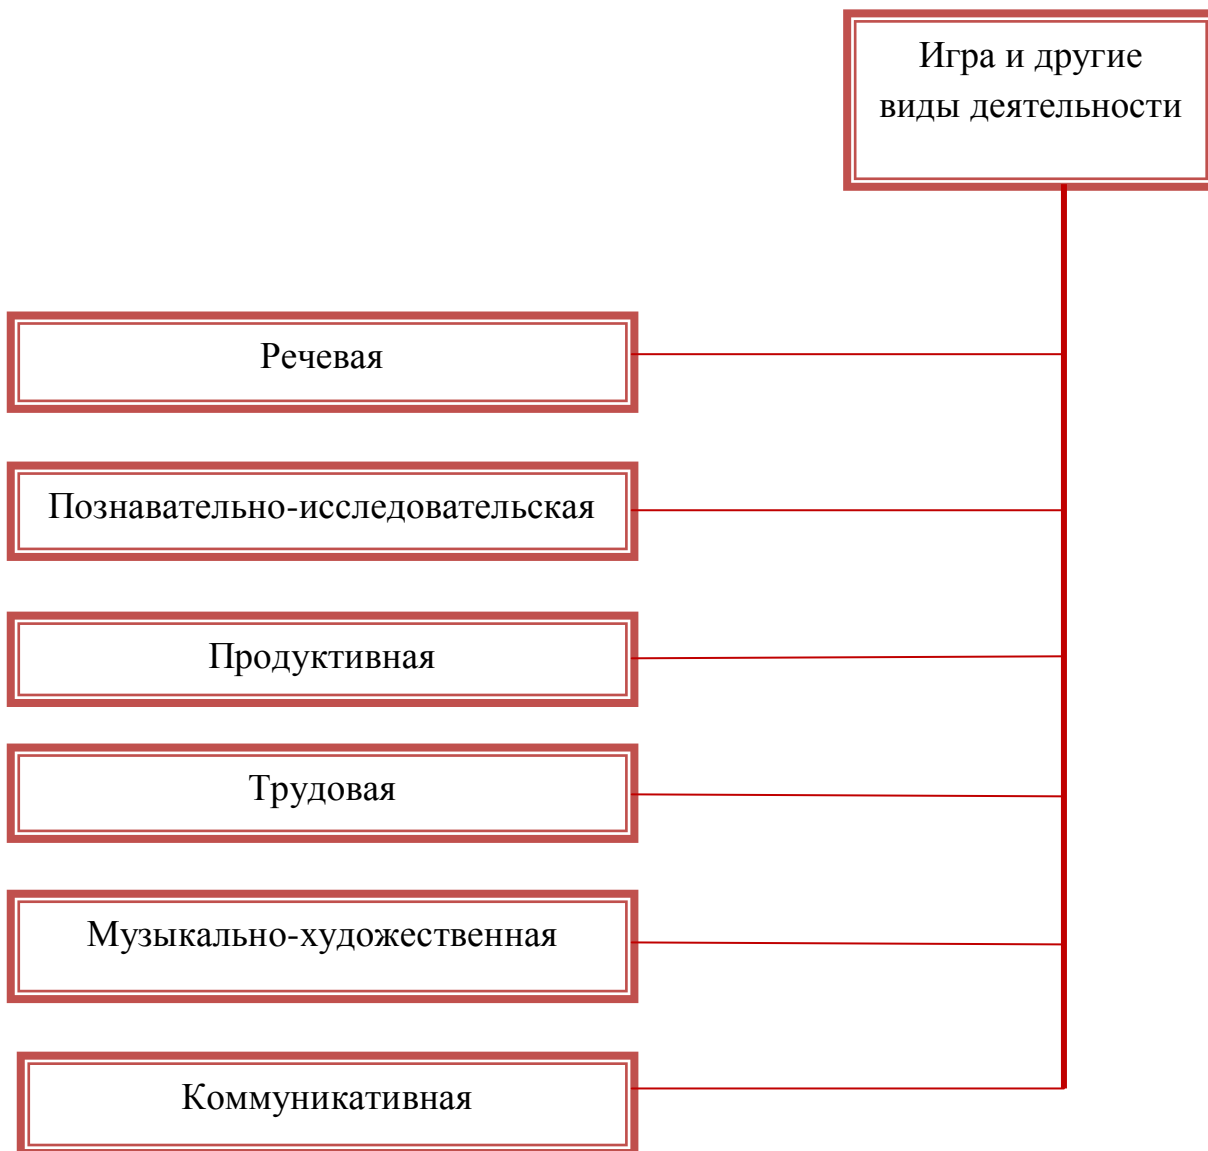 Игра и другие
виды деятельности
Речевая
Познавательно-исследовательская
Продуктивная
Трудовая
Музыкально-художественная
Коммуникативная